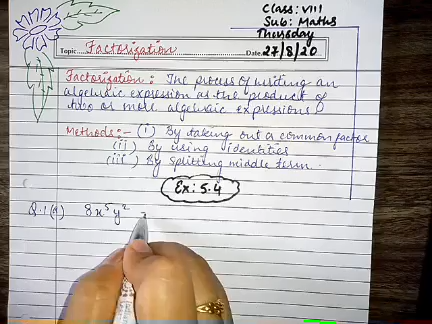 Class: VIII
Sub: Maths
Thursday
Topic Factorization Date: 27/8/20
Factorization: The process of writing an
algebraic expression as the product of
two or more algebraic expressions
Methods:- (i) By taking out a common factor
(ii) By using identities
(iii) By splitting middle term.
Ex: 5.4
Q.1(a) 8x⁵y²